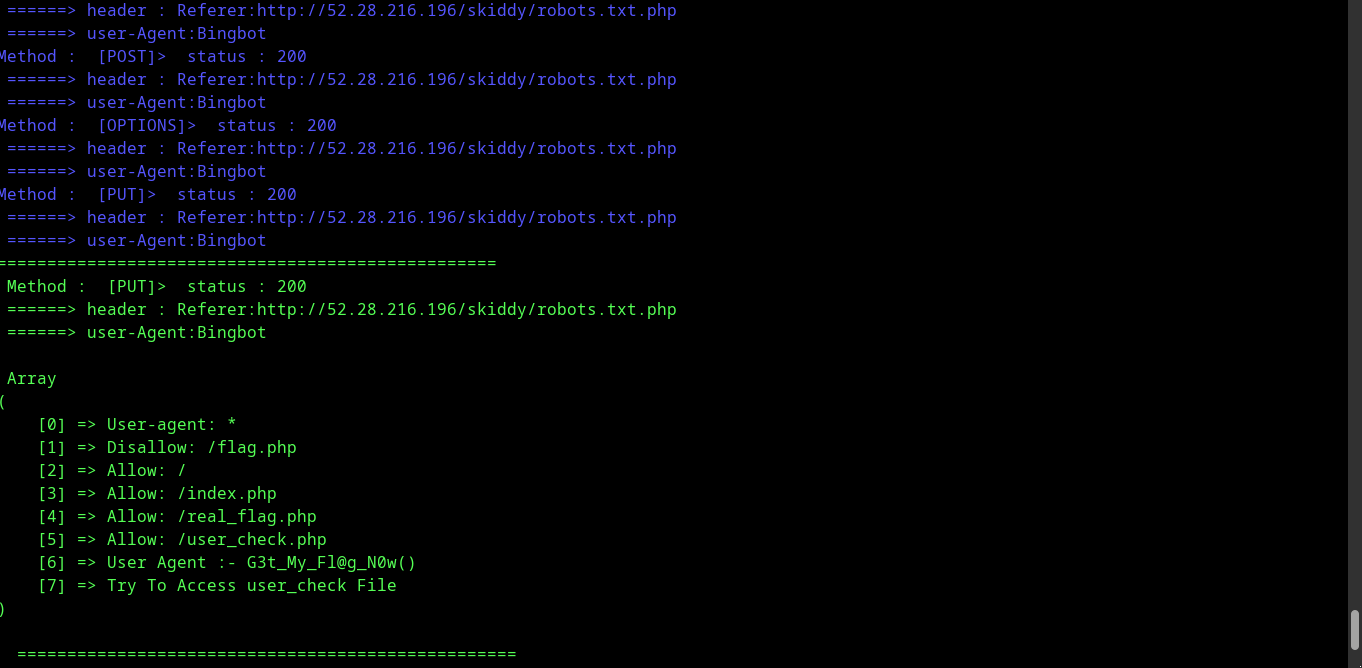 ======> header : Referer:http://52.28.216.196/skiddy/robots.txt.php
======> user-Agent:Bingbot
Method :  [POST]>  status : 200
======> header : Referer:http://52.28.216.196/skiddy/robots.txt.php
======> user-Agent:Bingbot
Method :  [OPTIONS]>  status : 200
======> header : Referer:http://52.28.216.196/skiddy/robots.txt.php
======> user-Agent:Bingbot
Method :  [PUT]>  status : 200
======> header : Referer:http://52.28.216.196/skiddy/robots.txt.php
======> user-Agent:Bingbot
==================================================
Method :  [PUT]>  status : 200
======> header : Referer:http://52.28.216.196/skiddy/robots.txt.php
======> user-Agent:Bingbot
Array
(
[0] => User-agent: *
[1] => Disallow: /flag.php
[2] => Allow: /
[3] => Allow: /index.php
[4] => Allow: /real_flag.php
[5] => Allow: /user_check.php
[6] => User Agent :- G3t_My_Fl@g_N0w()
[7] => Try To Access user_check File
)
==================================================